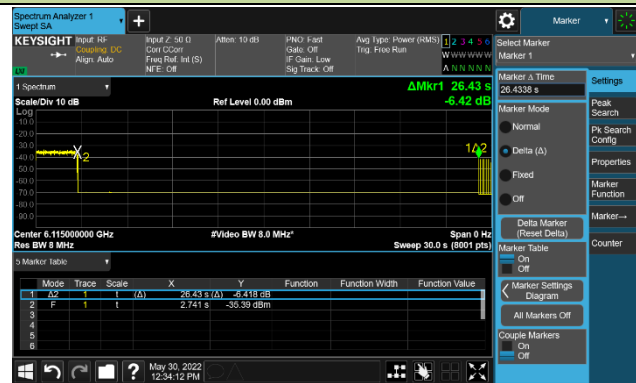 Spectrum Analyzer 1
Swept SA
Marker
KEYSIGHT
Input: RF
Coupling: DC
Align: Auto
Input Z: 50 Ω
Corr CCorr
Freq Ref: Int (S)
NFE: Off
Atten: 10 dB
PNO: Fast
Gate: Off
IF Gain: Low
Sig Track: Off
Avg Type: Power (RMS)
Trig: Free Run
1 2 3 4 5 6
W W W W W W
A N N N N N
Select Marker
Marker 1
1 Spectrum
Scale/Div 10 dB
Ref Level 0.00 dBm
ΔMkr1 26.43 s
-6.42 dB
Log
-10.0
-20.0
-30.0
-40.0
-50.0
-60.0
-70.0
-80.0
-90.0
2
1Δ2
Center 6.115000000 GHz
#Video BW 8.0 MHz*
Span 0 Hz
Res BW 8 MHz
Sweep 30.0 s (8001 pts)
5 Marker Table
Mode Trace Scale X Y Function Function Width Function Value
1 Δ2 1 t (Δ) 26.43 s (Δ) -6.418 dB
2 F 1 t 2.741 s -35.39 dBm
3
4
5
6
Marker Δ Time
26.4338 s
Marker Mode
Normal
Delta (Δ)
Fixed
Off
Delta Marker
(Reset Delta)
Marker Table
On
Off
Marker Settings
Diagram
All Markers Off
Couple Markers
On
Off
Settings
Peak
Search
Pk Search
Config
Properties
Marker
Function
Marker→
Counter
May 30, 2022
12:34:12 PM